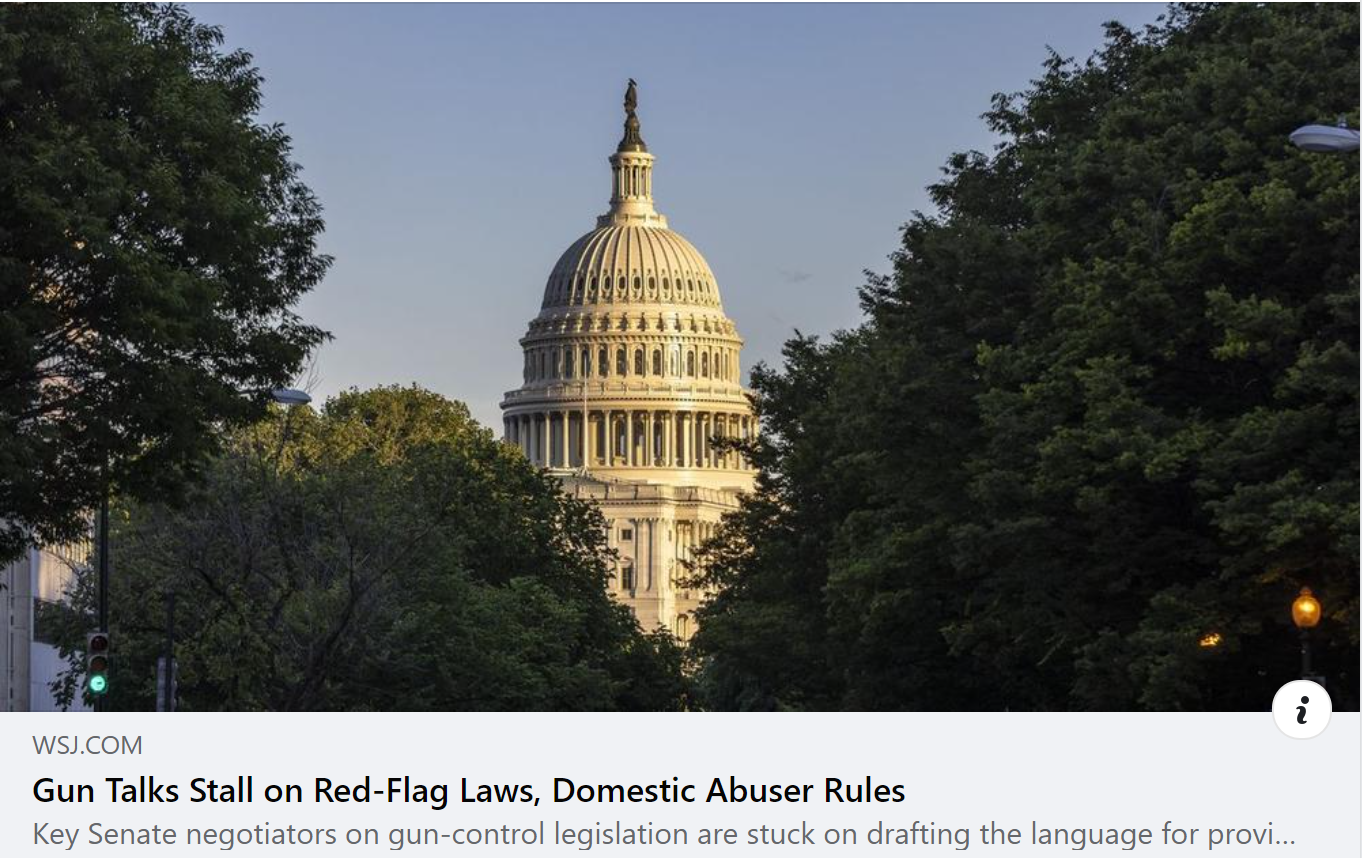 WSJ.COM
Gun Talks Stall on Red-Flag Laws, Domestic Abuser Rules
Key Senate negotiators on gun-control legislation are stuck on drafting the language for provi...